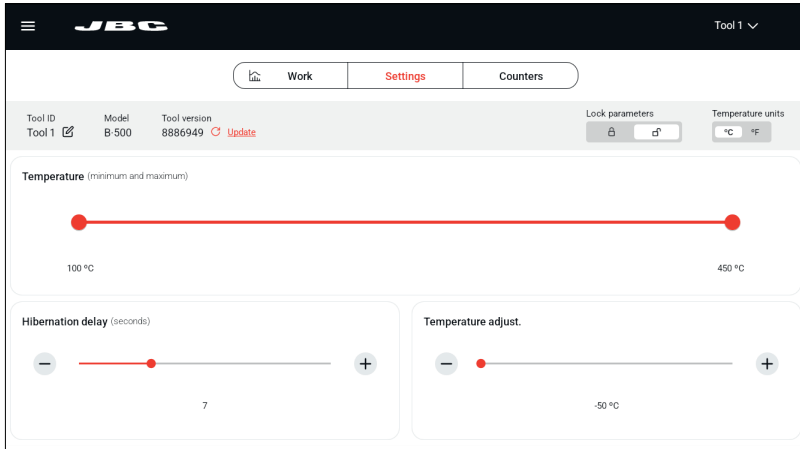 JBC
Tool 1
Work
Settings
Counters
Tool ID
Model
Tool version
Lock parameters
Temperature units
Tool 1
B·500
8886949
Update
ºC
ºF
Temperature (minimum and maximum)
100 ºC
450 ºC
Hibernation delay (seconds)
Temperature adjust.
7
-50 ºC